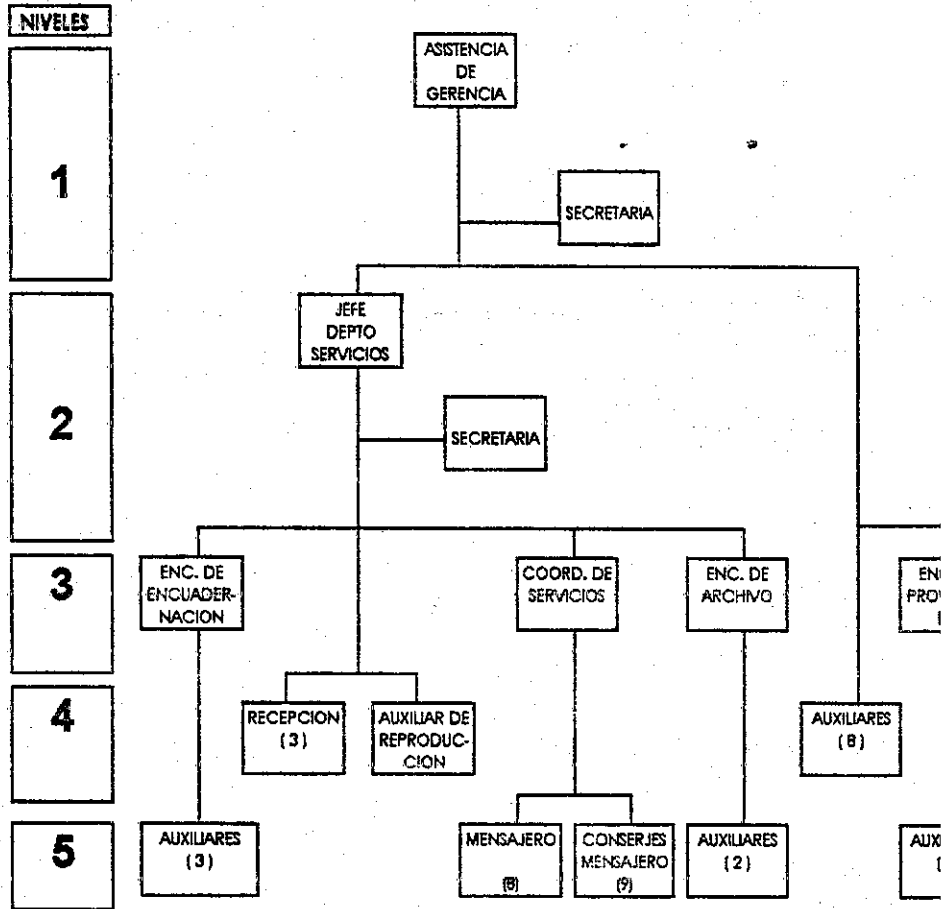 NIVELES
ASISTENCIA
DE
GERENCIA
1
SECRETARIA
JEFE
DEPTO
SERVICIOS
2
SECRETARIA
3
ENC. DE
ENCUADER-
NACION
COORD. DE
SERVICIOS
ENC. DE
ARCHIVO
4
RECEPCION
(3)
AUXILIAR DE
REPRODUC-
CION
AUXILIARES
(8)
5
AUXILIARES
(3)
MENSAJERO
(8)
CONSERJES
MENSAJERO
(9)
AUXILIARES
(2)